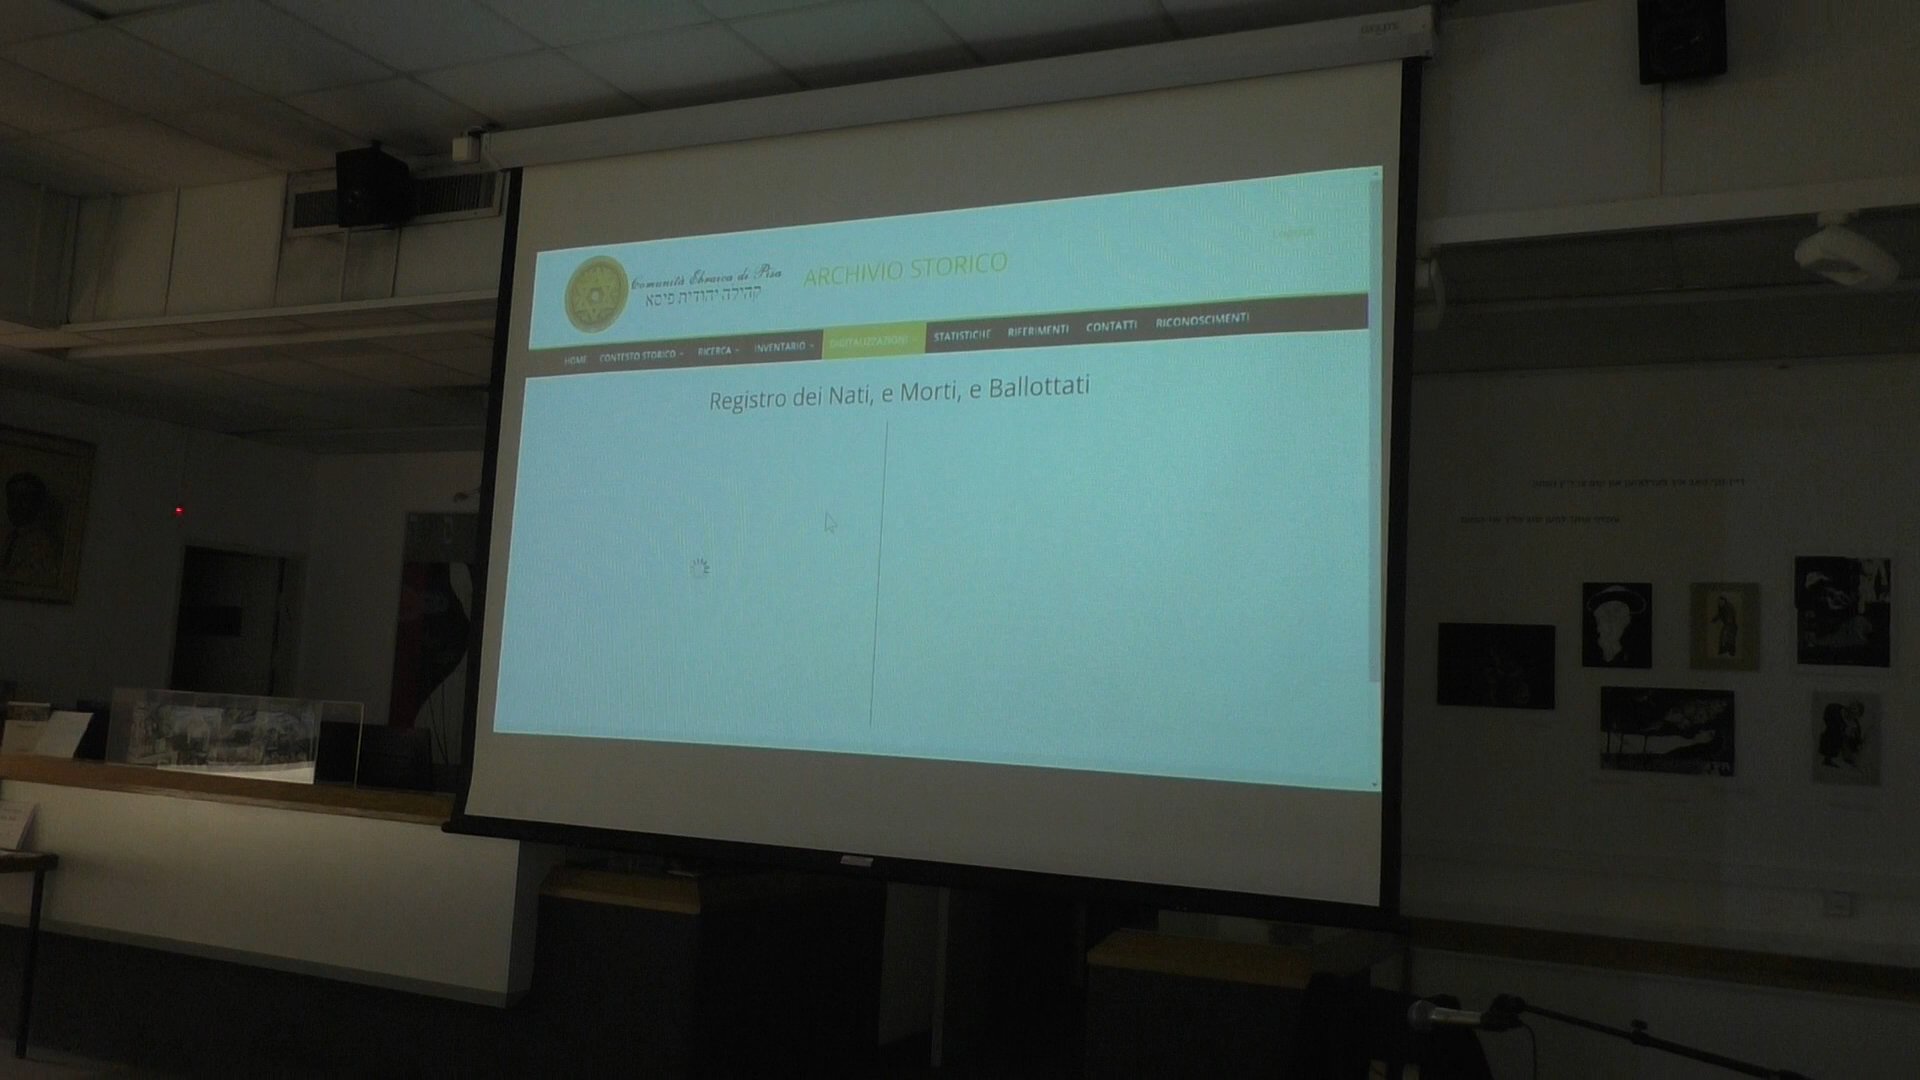 Comunità Ebraica di Pisa
קהילה יהודית פיסא
ARCHIVIO STORICO
HOME CONTESTO STORICO RICERCA INVENTARIO DIGITALIZZAZIONI STATISTICHE RIFERIMENTI CONTATTI RICONOSCIMENTI
Registro dei Nati, e Morti, e Ballottati